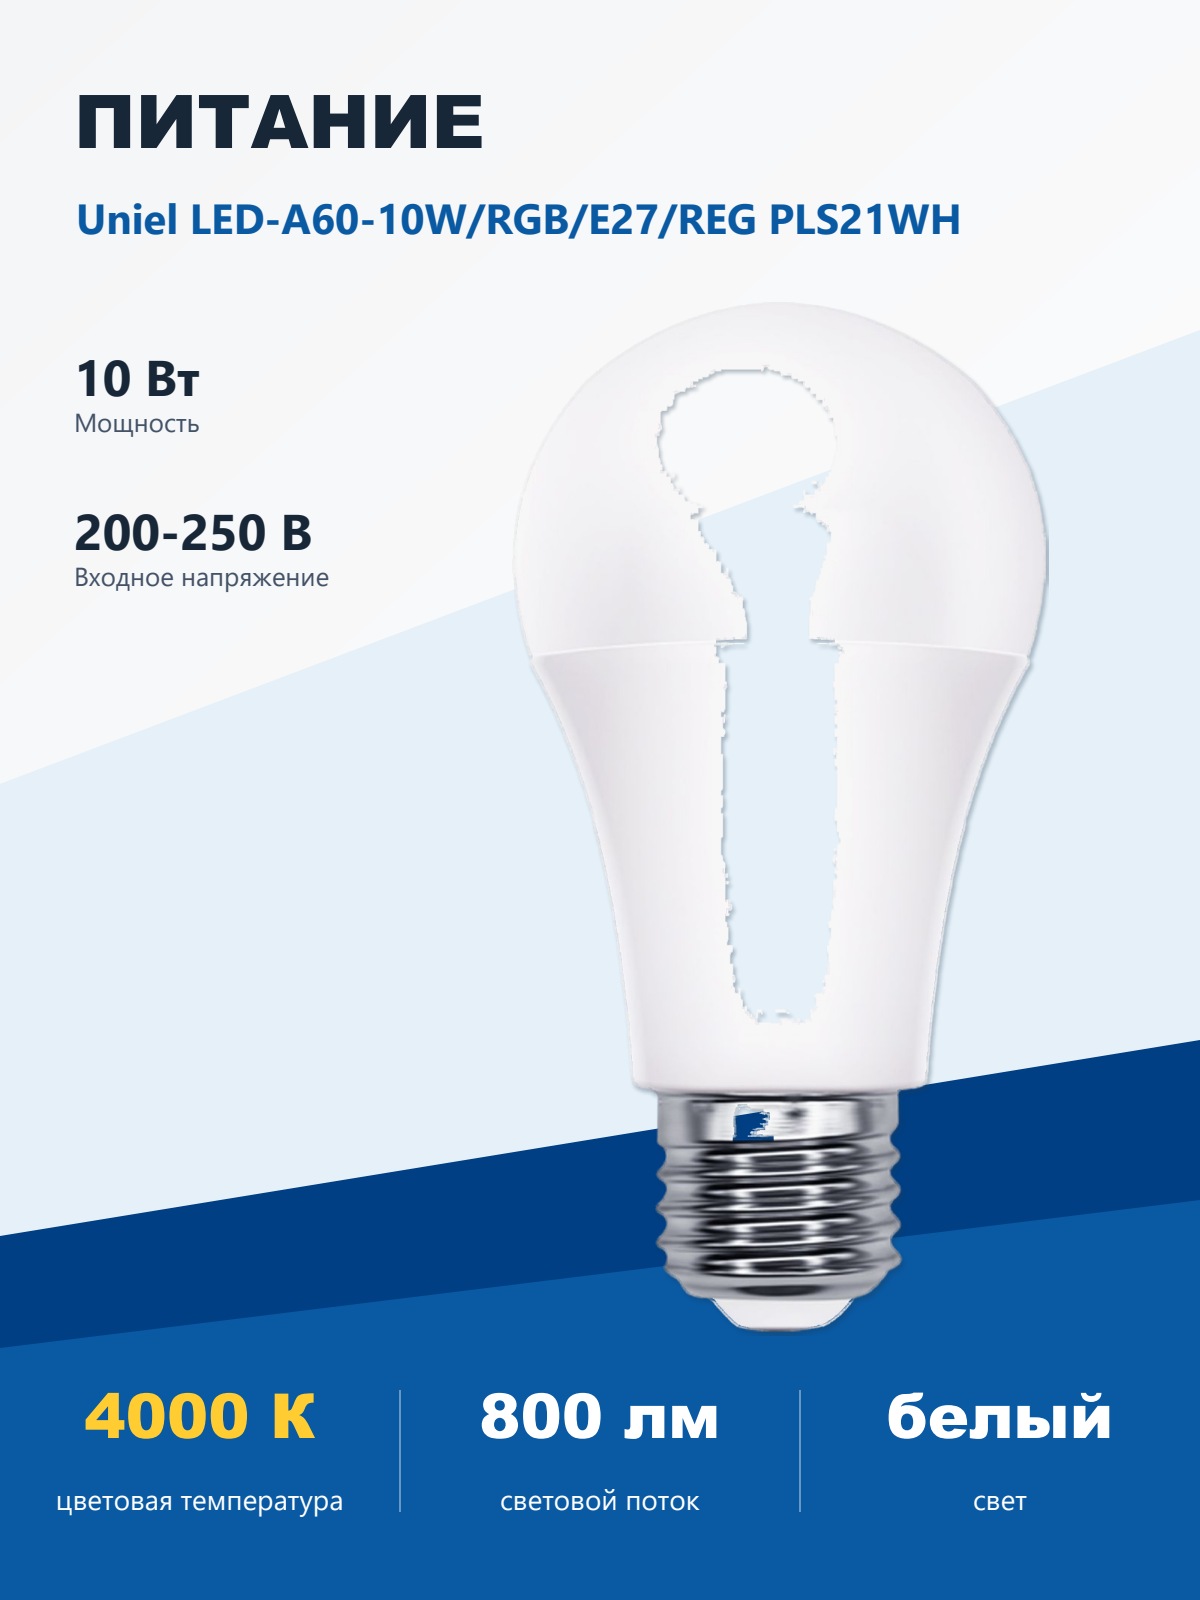 ПИТАНИЕ
Uniel LED-A60-10W/RGB/E27/REG PLS21WH
10 Вт
Мощность
200-250 В
Входное напряжение
4000 К
цветовая температура
800 лм
световой поток
белый
свет